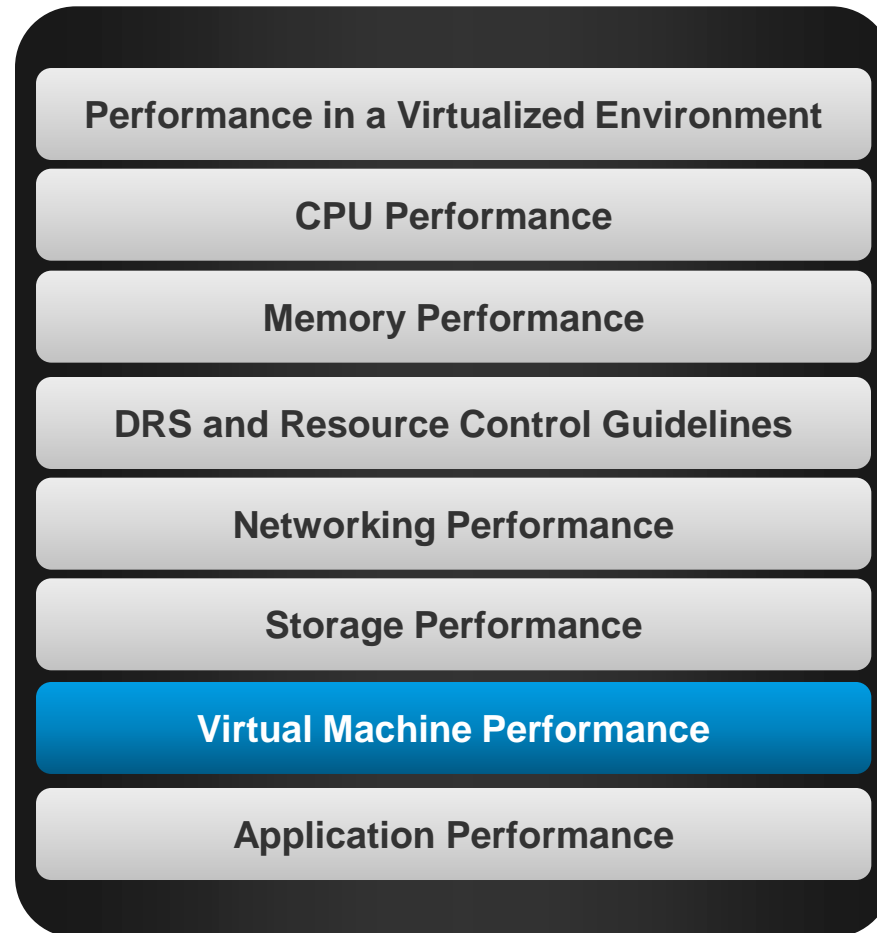 Performance in a Virtualized Environment
CPU Performance
Memory Performance
DRS and Resource Control Guidelines
Networking Performance
Storage Performance
Virtual Machine Performance
Application Performance